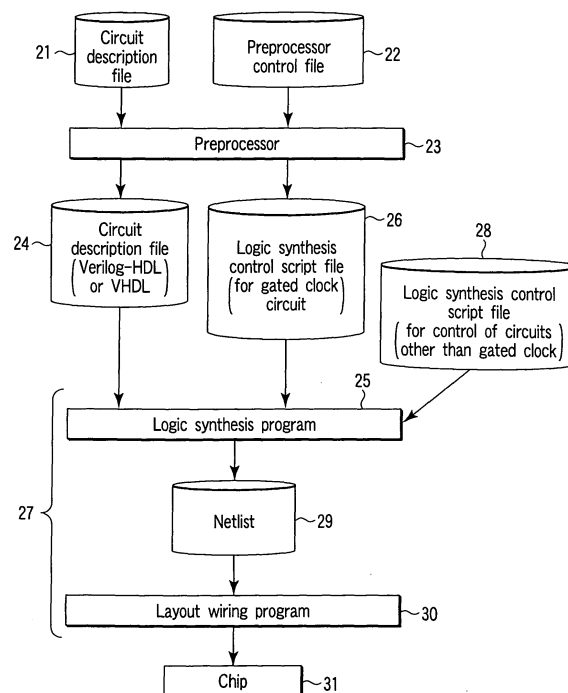 21
Circuit
description
file
Preprocessor
control file
22
Preprocessor
23
24
Circuit
description file
(Verilog-HDL)
or VHDL
26
Logic synthesis
control script file
(for gated clock)
circuit
28
Logic synthesis control
script file
(for control of circuits
other than gated clock)
25
Logic synthesis program
27
Netlist
29
Layout wiring program
30
Chip
31